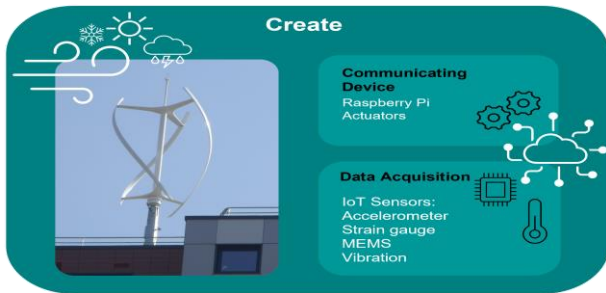 Create
Communicating
Device
Raspberry Pi
Actuators
Data Acquisition
IoT Sensors:
Accelerometer
Strain gauge
MEMS
Vibration